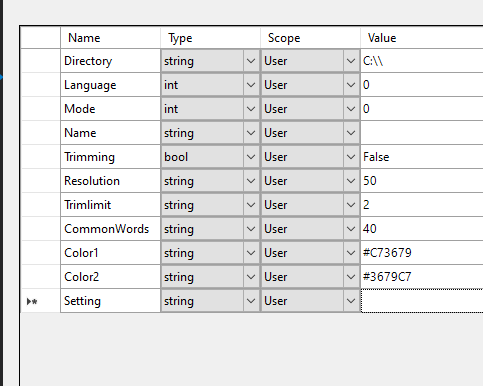 Name Type Scope Value
Directory string User C:\\
Language int User 0
Mode int User 0
Name string User
Trimming bool User False
Resolution string User 50
Trimlimit string User 2
CommonWords string User 40
Color1 string User #C73679
Color2 string User #3679C7
Setting string User